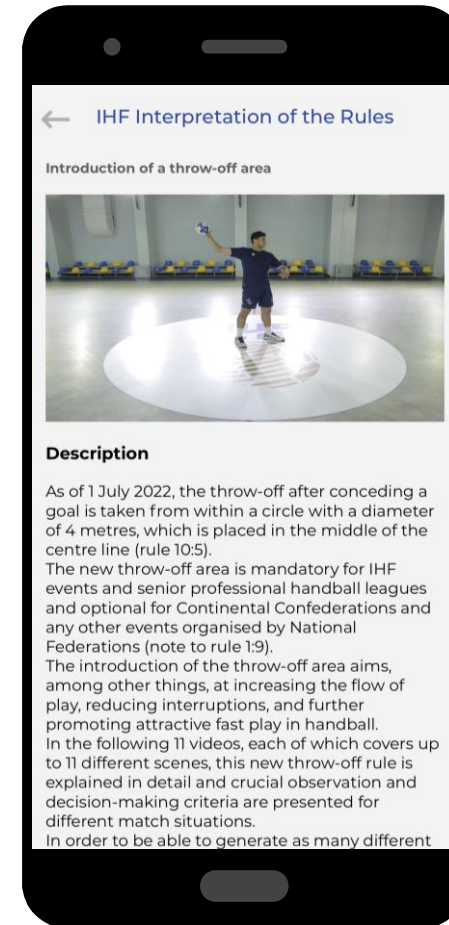 IHF Interpretation of the Rules
Introduction of a throw-off area
Description
As of 1 July 2022, the throw-off after conceding a
goal is taken from within a circle with a diameter
of 4 metres, which is placed in the middle of the
centre line (rule 10:5).
The new throw-off area is mandatory for IHF
events and senior professional handball leagues
and optional for Continental Confederations and
any other events organised by National
Federations (note to rule 1:9).
The introduction of the throw-off area aims,
among other things, at increasing the flow of
play, reducing interruptions, and further
promoting attractive fast play in handball.
In the following 11 videos, each of which covers up
to 11 different scenes, this new throw-off rule is
explained in detail and crucial observation and
decision-making criteria are presented for
different match situations.
In order to be able to generate as many different